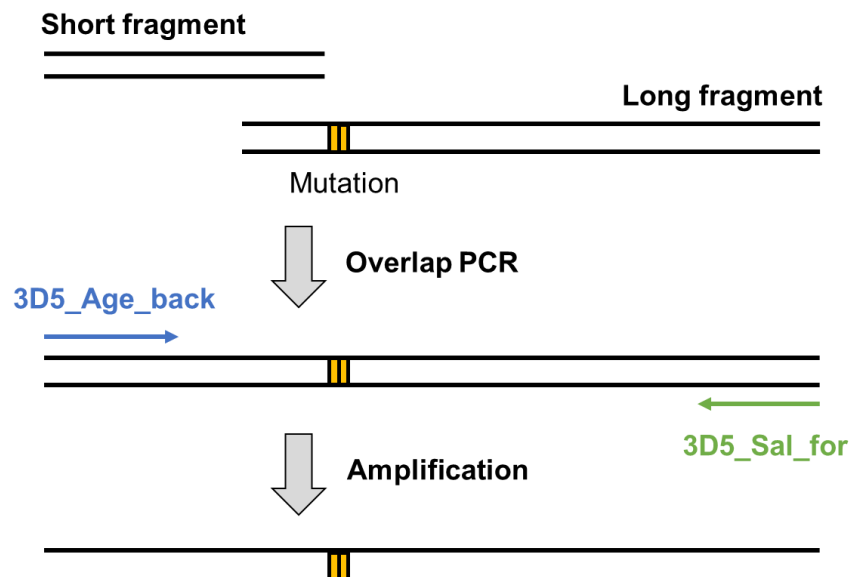 Short fragment
Long fragment
Mutation
Overlap PCR
3D5_Age_back
3D5_Sal_for
Amplification